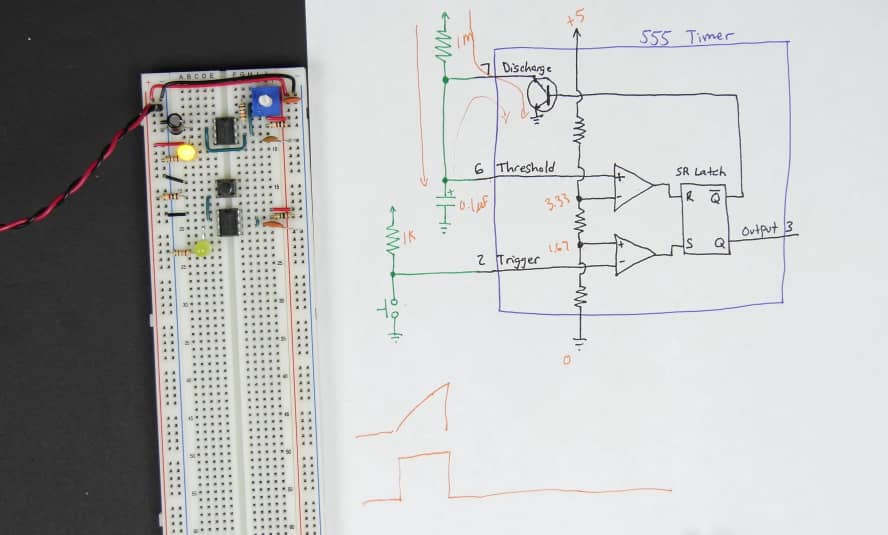 +5
555 Timer
1M
7 Discharge
6 Threshold
SR Latch
+
+
-
0.1µF
3.33
R Q̅
Output 3
1K
1.67
+
S Q
2 Trigger
-
0
A B C D E